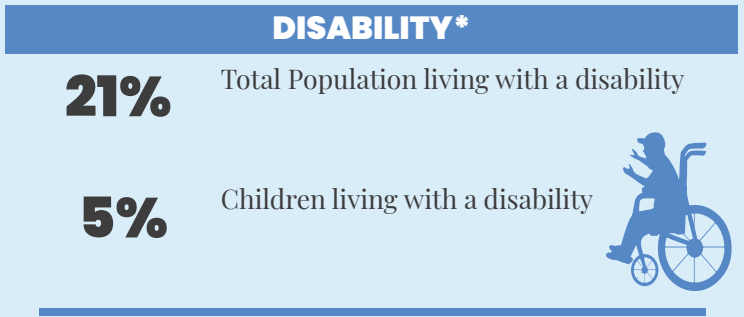 DISABILITY*
21% Total Population living with a disability
5% Children living with a disability